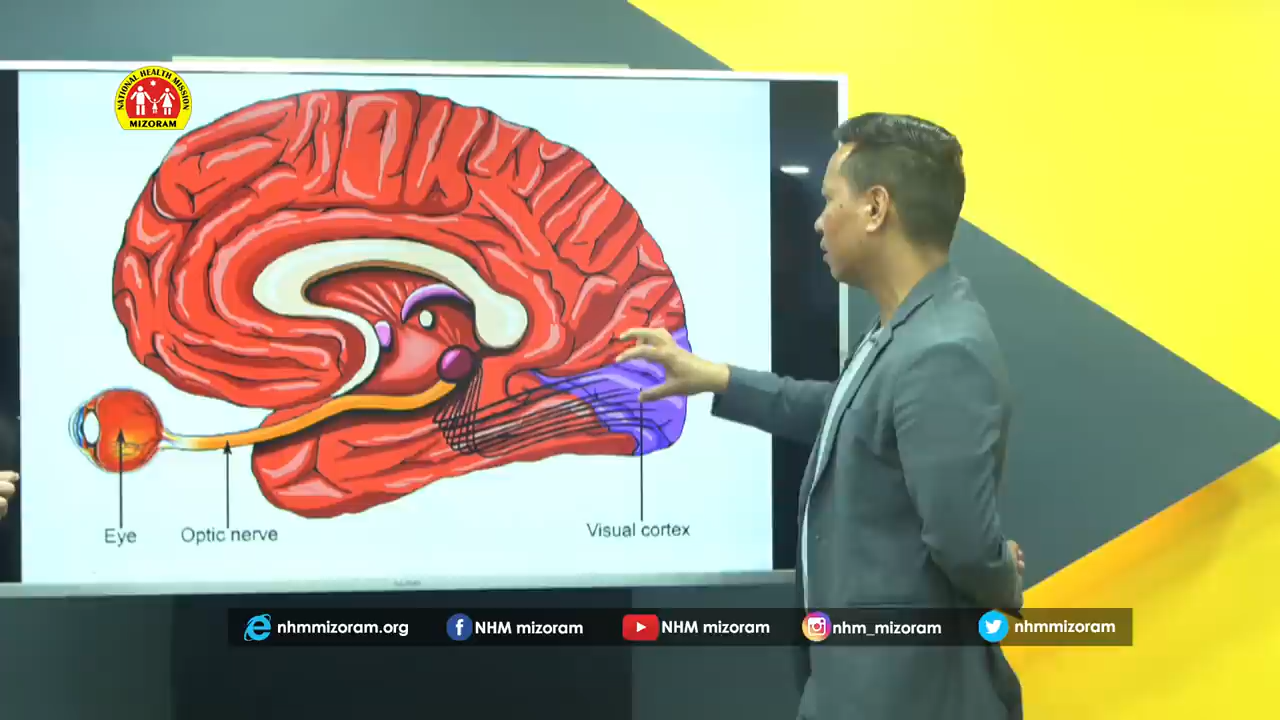 NATIONAL HEALTH MISSION
MIZORAM
Eye
Optic nerve
Visual cortex
nhmmizoram.org
NHM mizoram
NHM mizoram
nhm_mizoram
nhmmizoram